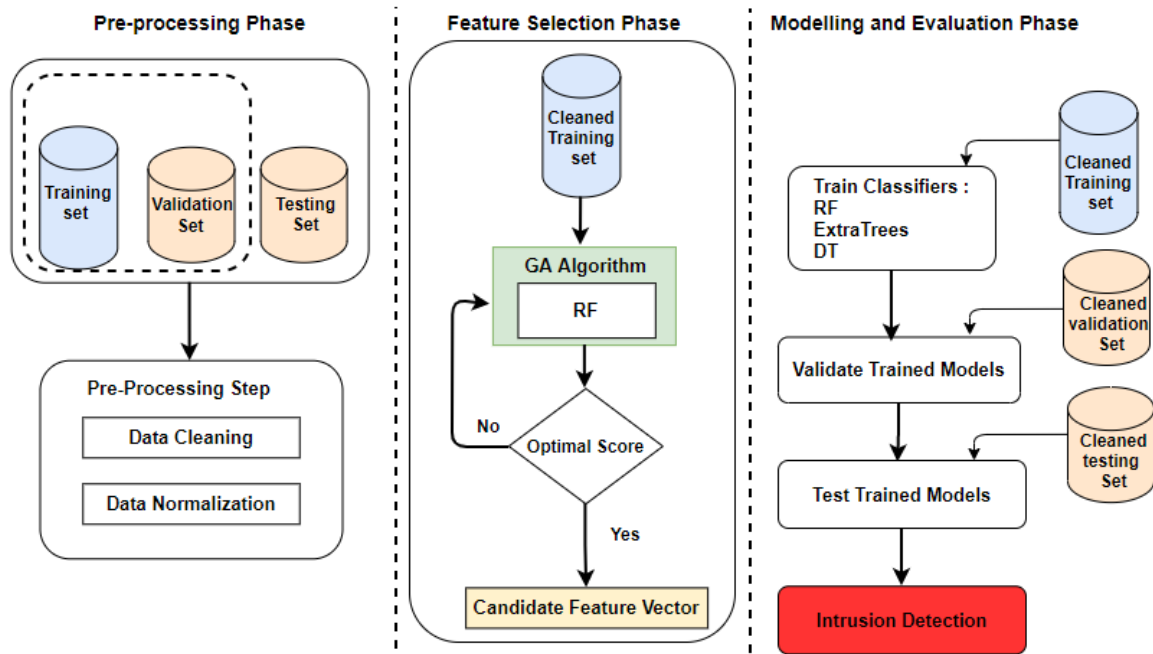 Pre-processing Phase
Training
set
Validation
Set
Testing
Set
Pre-Processing Step
Data Cleaning
Data Normalization
Feature Selection Phase
Cleaned
Training
set
GA Algorithm
RF
Optimal Score
No
Yes
Candidate Feature Vector
Modelling and Evaluation Phase
Cleaned
Training
set
Train Classifiers :
RF
ExtraTrees
DT
Cleaned
validation
Set
Validate Trained Models
Cleaned
testing
Set
Test Trained Models
Intrusion Detection